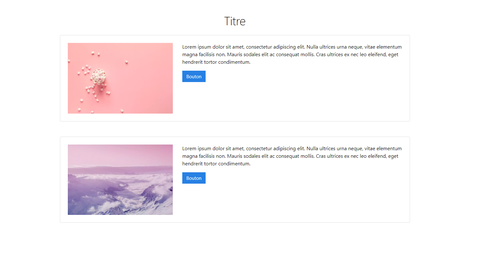 Titre
Lorem ipsum dolor sit amet, consectetur adipiscing elit. Nulla ultrices urna neque, vitae elementum
magna facilisis non. Mauris sodales elit ac consequat mollis. Cras ultrices ex nec leo eleifend, eget
hendrerit tortor condimentum.
Bouton
Lorem ipsum dolor sit amet, consectetur adipiscing elit. Nulla ultrices urna neque, vitae elementum
magna facilisis non. Mauris sodales elit ac consequat mollis. Cras ultrices ex nec leo eleifend, eget
hendrerit tortor condimentum.
Bouton